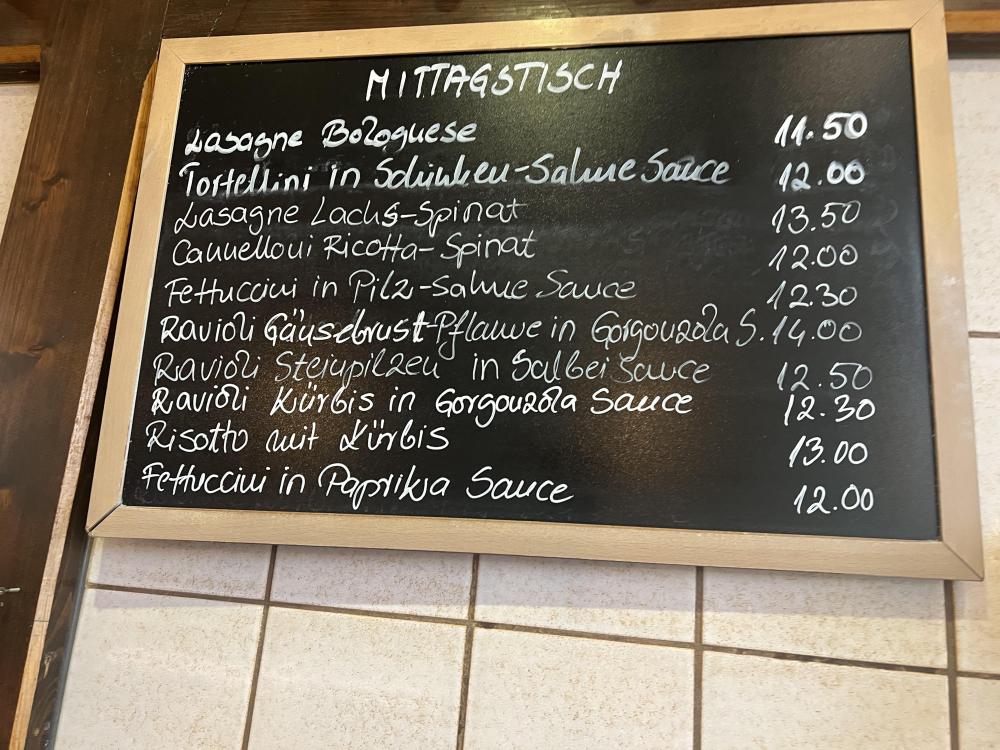 MITTAGSTISCH
Lasagne Bolognese 11.50
Tortellini in Schinken-Sahne Sauce 12.00
Lasagne Lachs-Spinat 13.50
Cannelloni Ricotta-Spinat 12.00
Fettuccini in Pilz-Sahne Sauce 12.30
Ravioli Gänsebrust-Pflaume in Gorgonzola S. 14.00
Ravioli Steinpilzen in Salbei Sauce 12.50
Ravioli Kürbis in Gorgonzola Sauce 12.30
Risotto mit Kürbis 13.00
Fettuccini in Paprika Sauce 12.00